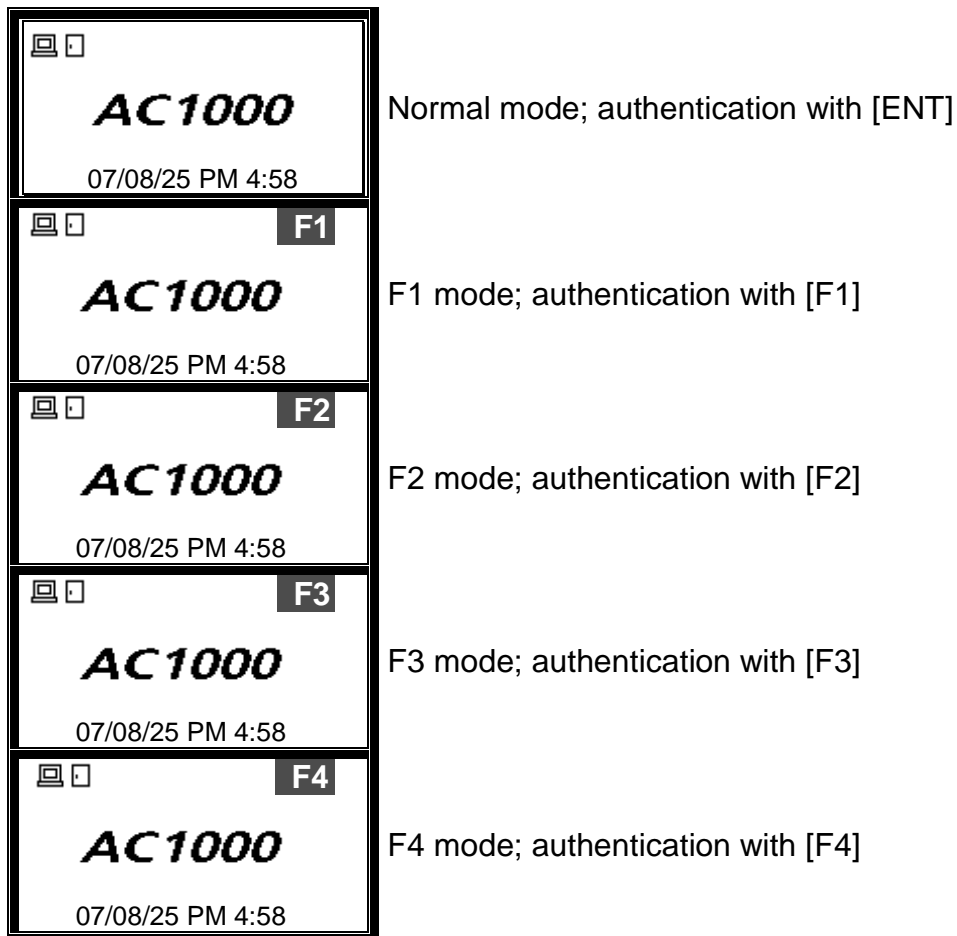 AC1000
Normal mode; authentication with [ENT]
07/08/25 PM 4:58
F1
AC1000
F1 mode; authentication with [F1]
07/08/25 PM 4:58
F2
AC1000
F2 mode; authentication with [F2]
07/08/25 PM 4:58
F3
AC1000
F3 mode; authentication with [F3]
07/08/25 PM 4:58
F4
AC1000
F4 mode; authentication with [F4]
07/08/25 PM 4:58